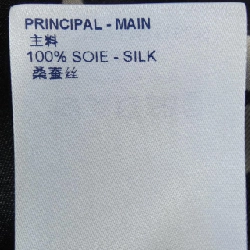 PRINCIPAL - MAIN
主料
100% SOIE - SILK
桑蚕丝